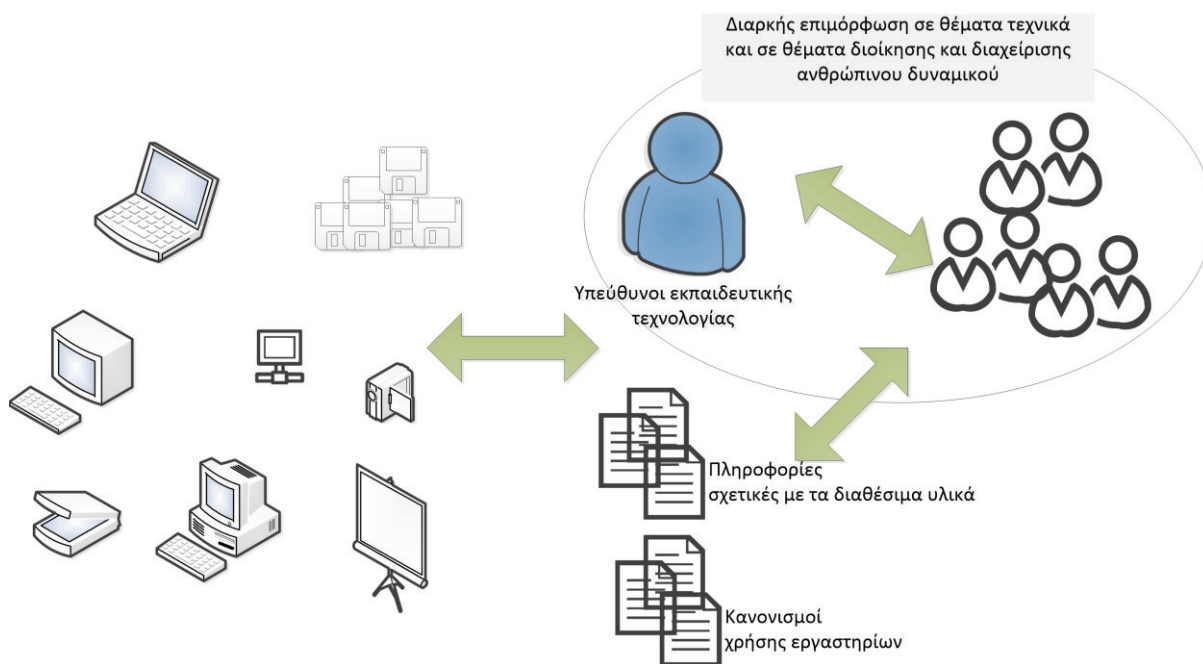 Διαρκής επιμόρφωση σε θέματα τεχνικά
και σε θέματα διοίκησης και διαχείρισης
ανθρώπινου δυναμικού
Υπεύθυνοι εκπαιδευτικής
τεχνολογίας
Πληροφορίες
σχετικές με τα διαθέσιμα υλικά
Κανονισμοί
χρήσης εργαστηρίων